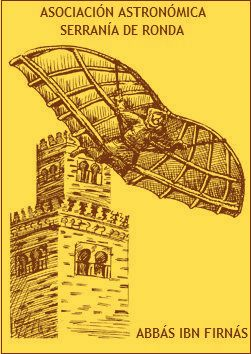 ASOCIACIÓN ASTRONÓMICA
SERRANÍA DE RONDA
ABBÁS IBN FIRNÁS